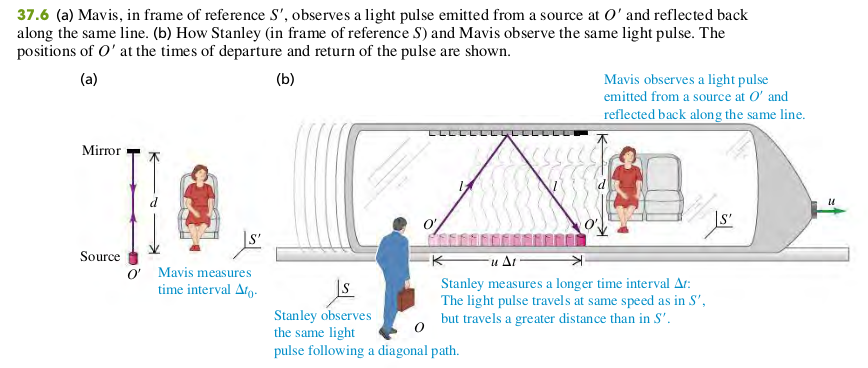 37.6 (a) Mavis, in frame of reference S′, observes a light pulse emitted from a source at O′ and reflected back
along the same line. (b) How Stanley (in frame of reference S) and Mavis observe the same light pulse. The
positions of O′ at the times of departure and return of the pulse are shown.
(a)
(b)
Mavis observes a light pulse
emitted from a source at O′ and
reflected back along the same line.
Mirror
d
Source
O′
S′
Mavis measures
time interval Δt₀.
l
l
d
O′
O′
S′
u
u Δt
S
Stanley observes
the same light
pulse following a diagonal path.
O
Stanley measures a longer time interval Δt:
The light pulse travels at same speed as in S′,
but travels a greater distance than in S′.